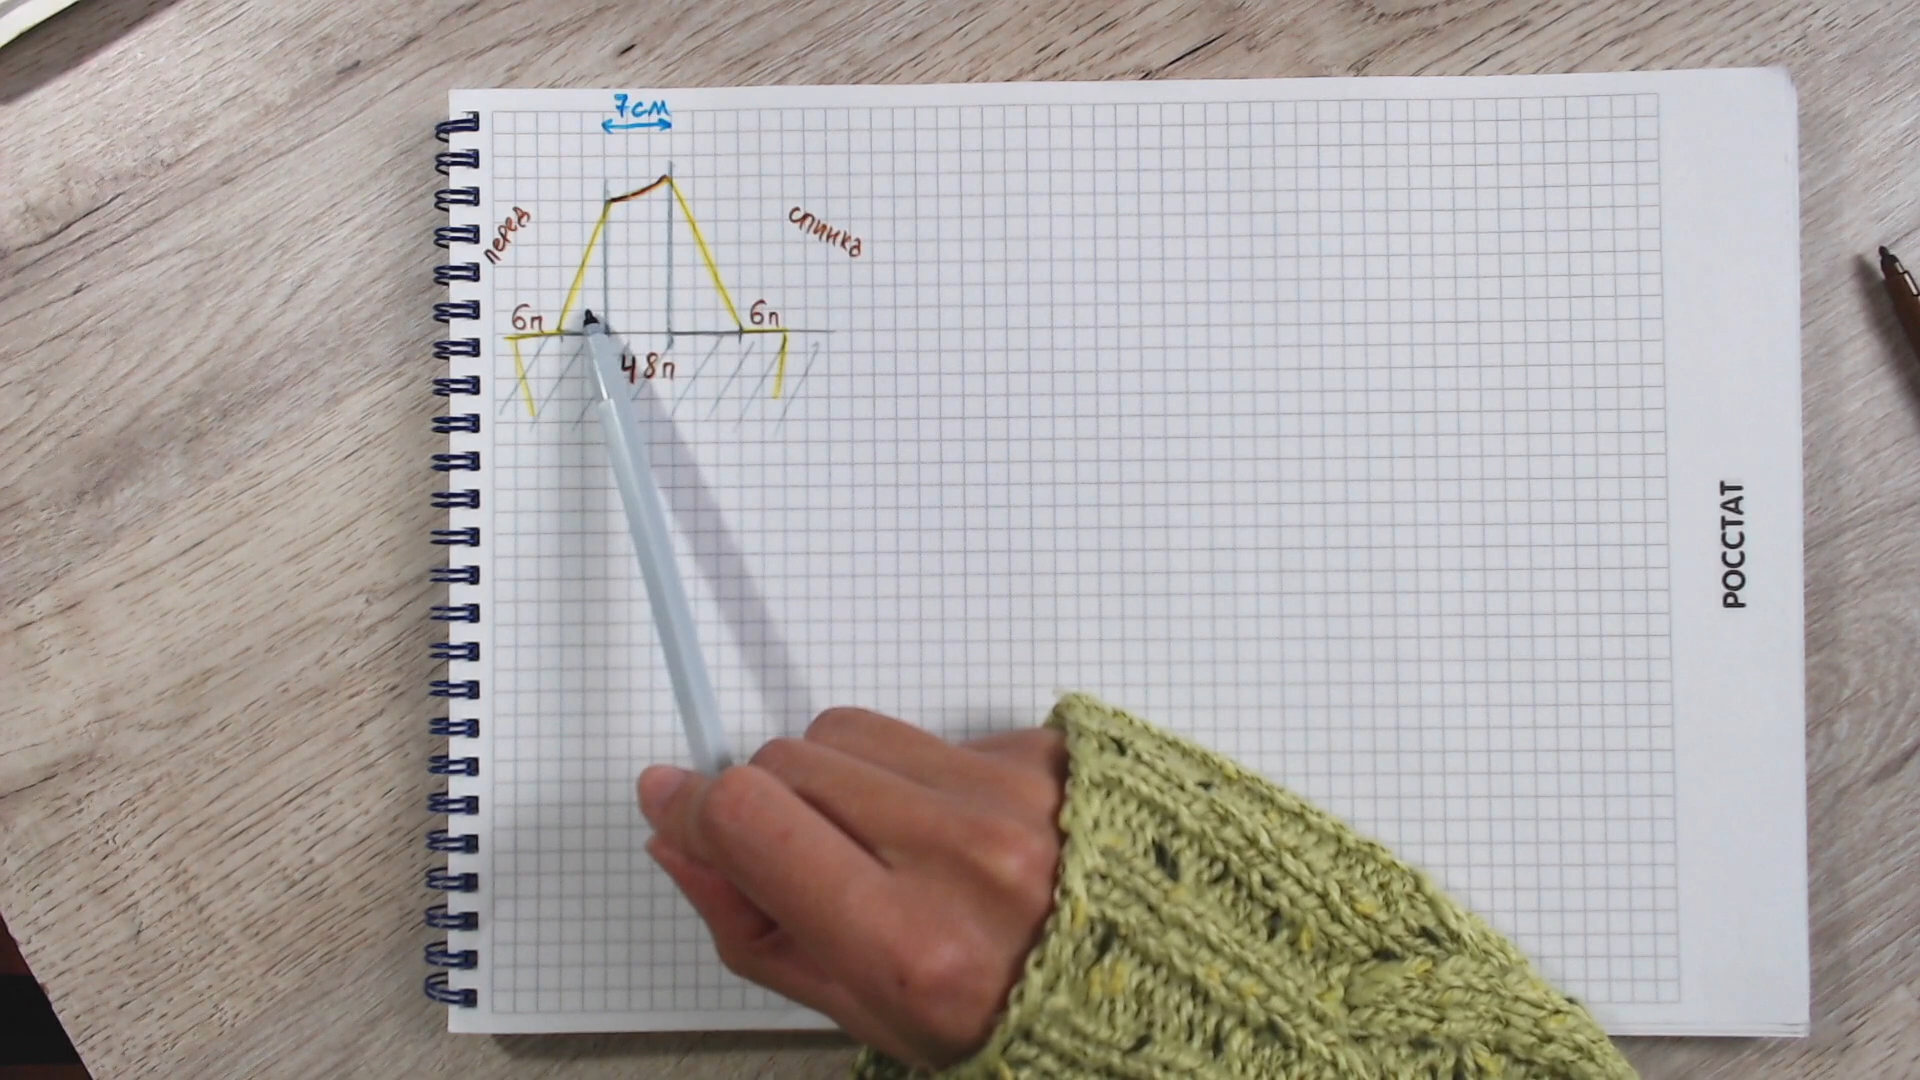 7см
перед
спинка
6п
6п
48п
РОССТАТ